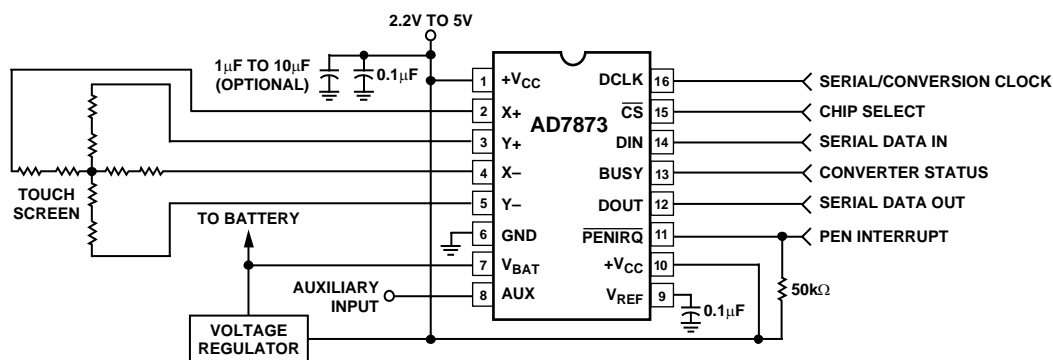 2.2V TO 5V
1μF TO 10μF
(OPTIONAL)
0.1μF
AD7873
1 +VCC
2 X+
3 Y+
4 X–
5 Y–
6 GND
7 VBAT
8 AUX
DCLK 16
CS 15
DIN 14
BUSY 13
DOUT 12
PENIRQ 11
+VCC 10
VREF 9
SERIAL/CONVERSION CLOCK
CHIP SELECT
SERIAL DATA IN
CONVERTER STATUS
SERIAL DATA OUT
PEN INTERRUPT
TOUCH
SCREEN
TO BATTERY
AUXILIARY
INPUT
VOLTAGE
REGULATOR
0.1μF
50kΩ